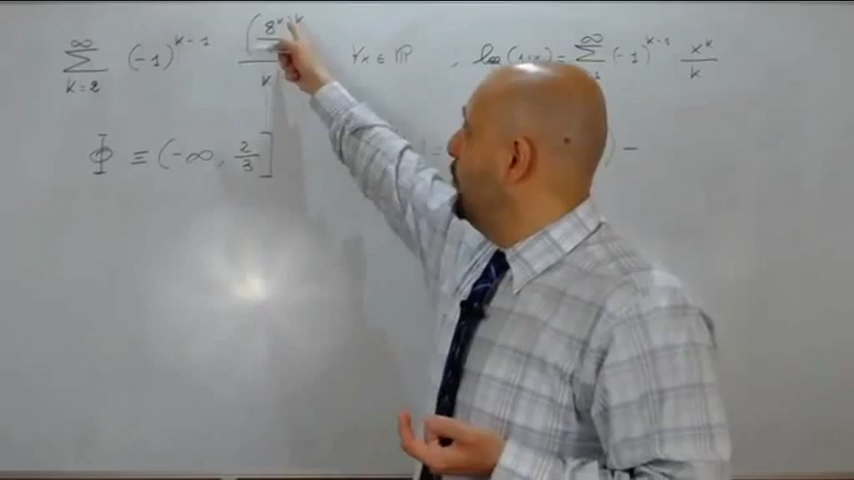 ∑_{k=2}^{∞} (-1)^{k-1} (8^x)^k / k ∀x ∈ ℝ , ln(1+x) = ∑^{∞} (-1)^{k-1} x^k / k
Φ ≡ (-∞, 2/3] = ) -